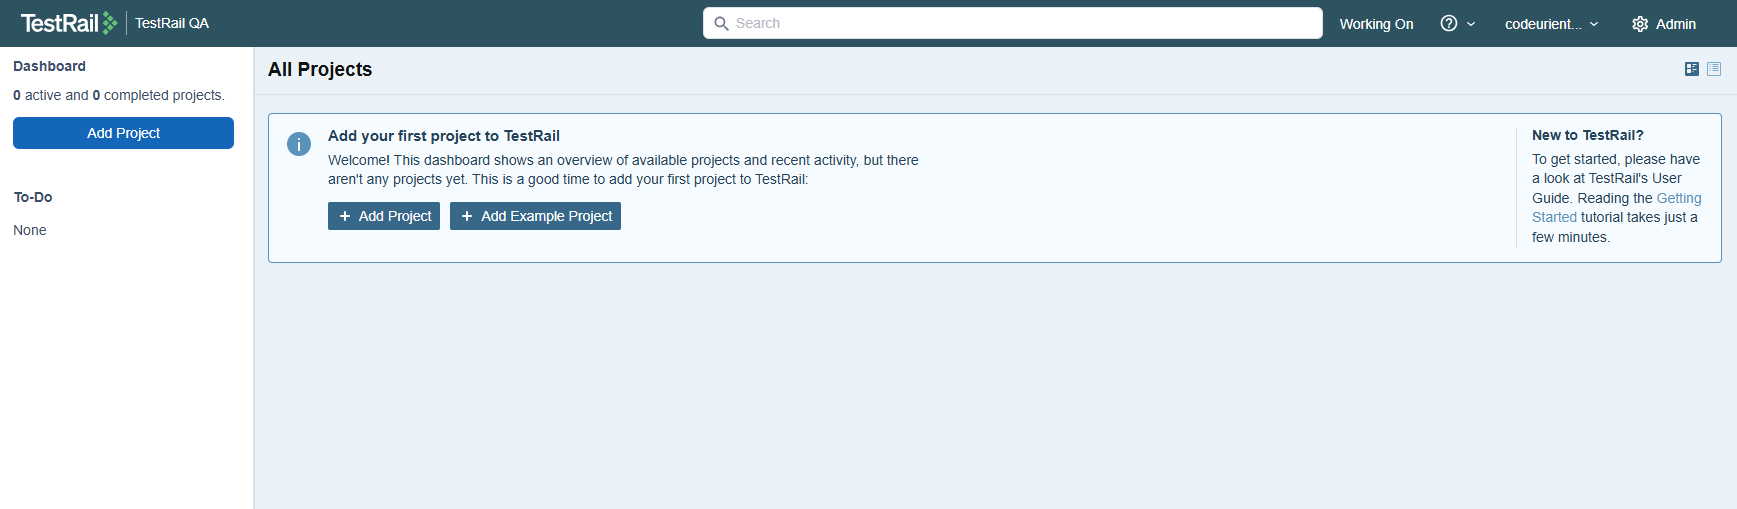 TestRail TestRail QA Search Working On codeurient... Admin
Dashboard
0 active and 0 completed projects.
Add Project
To-Do
None
All Projects
Add your first project to TestRail
Welcome! This dashboard shows an overview of available projects and recent activity, but there
aren't any projects yet. This is a good time to add your first project to TestRail:
+ Add Project + Add Example Project
New to TestRail?
To get started, please have
a look at TestRail's User
Guide. Reading the Getting
Started tutorial takes just a
few minutes.